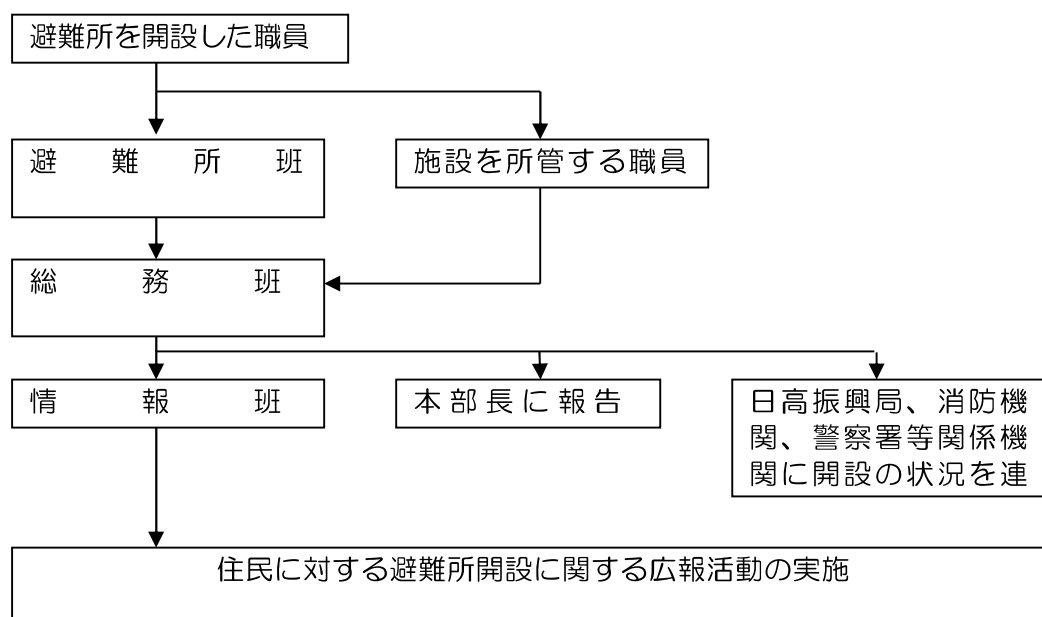 避難所を開設した職員
避難所班
施設を所管する職員
総務班
情報班
本部長に報告
日高振興局、消防機
関、警察署等関係機
関に開設の状況を連
住民に対する避難所開設に関する広報活動の実施